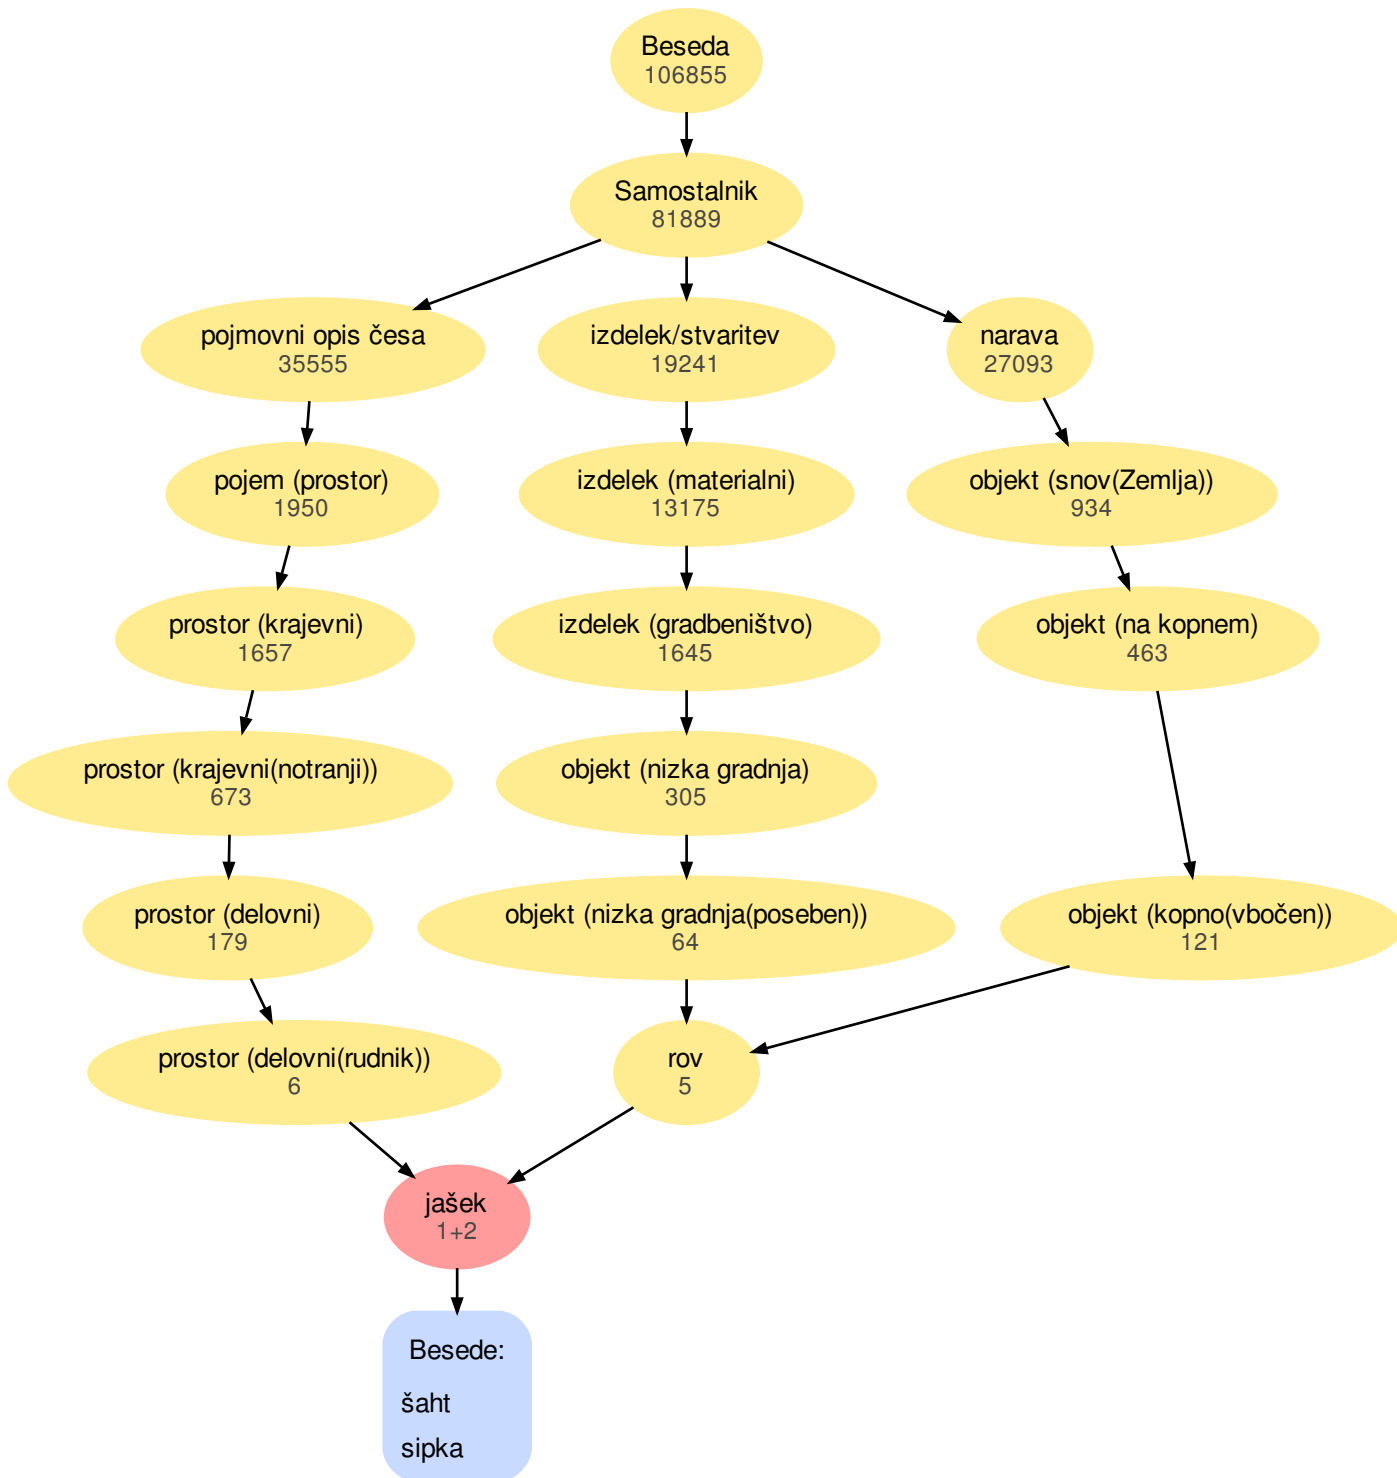 Beseda
106855
Samostalnik
81889
pojmovni opis česa
35555
izdelek/stvaritev
19241
narava
27093
pojem (prostor)
1950
izdelek (materialni)
13175
objekt (snov(Zemlja))
934
prostor (krajevni)
1657
izdelek (gradbeništvo)
1645
objekt (na kopnem)
463
prostor (krajevni(notranji))
673
objekt (nizka gradnja)
305
prostor (delovni)
179
objekt (nizka gradnja(poseben))
64
objekt (kopno(vbočen))
121
prostor (delovni(rudnik))
6
rov
5
jašek
1+2
Besede:
šaht
sipka